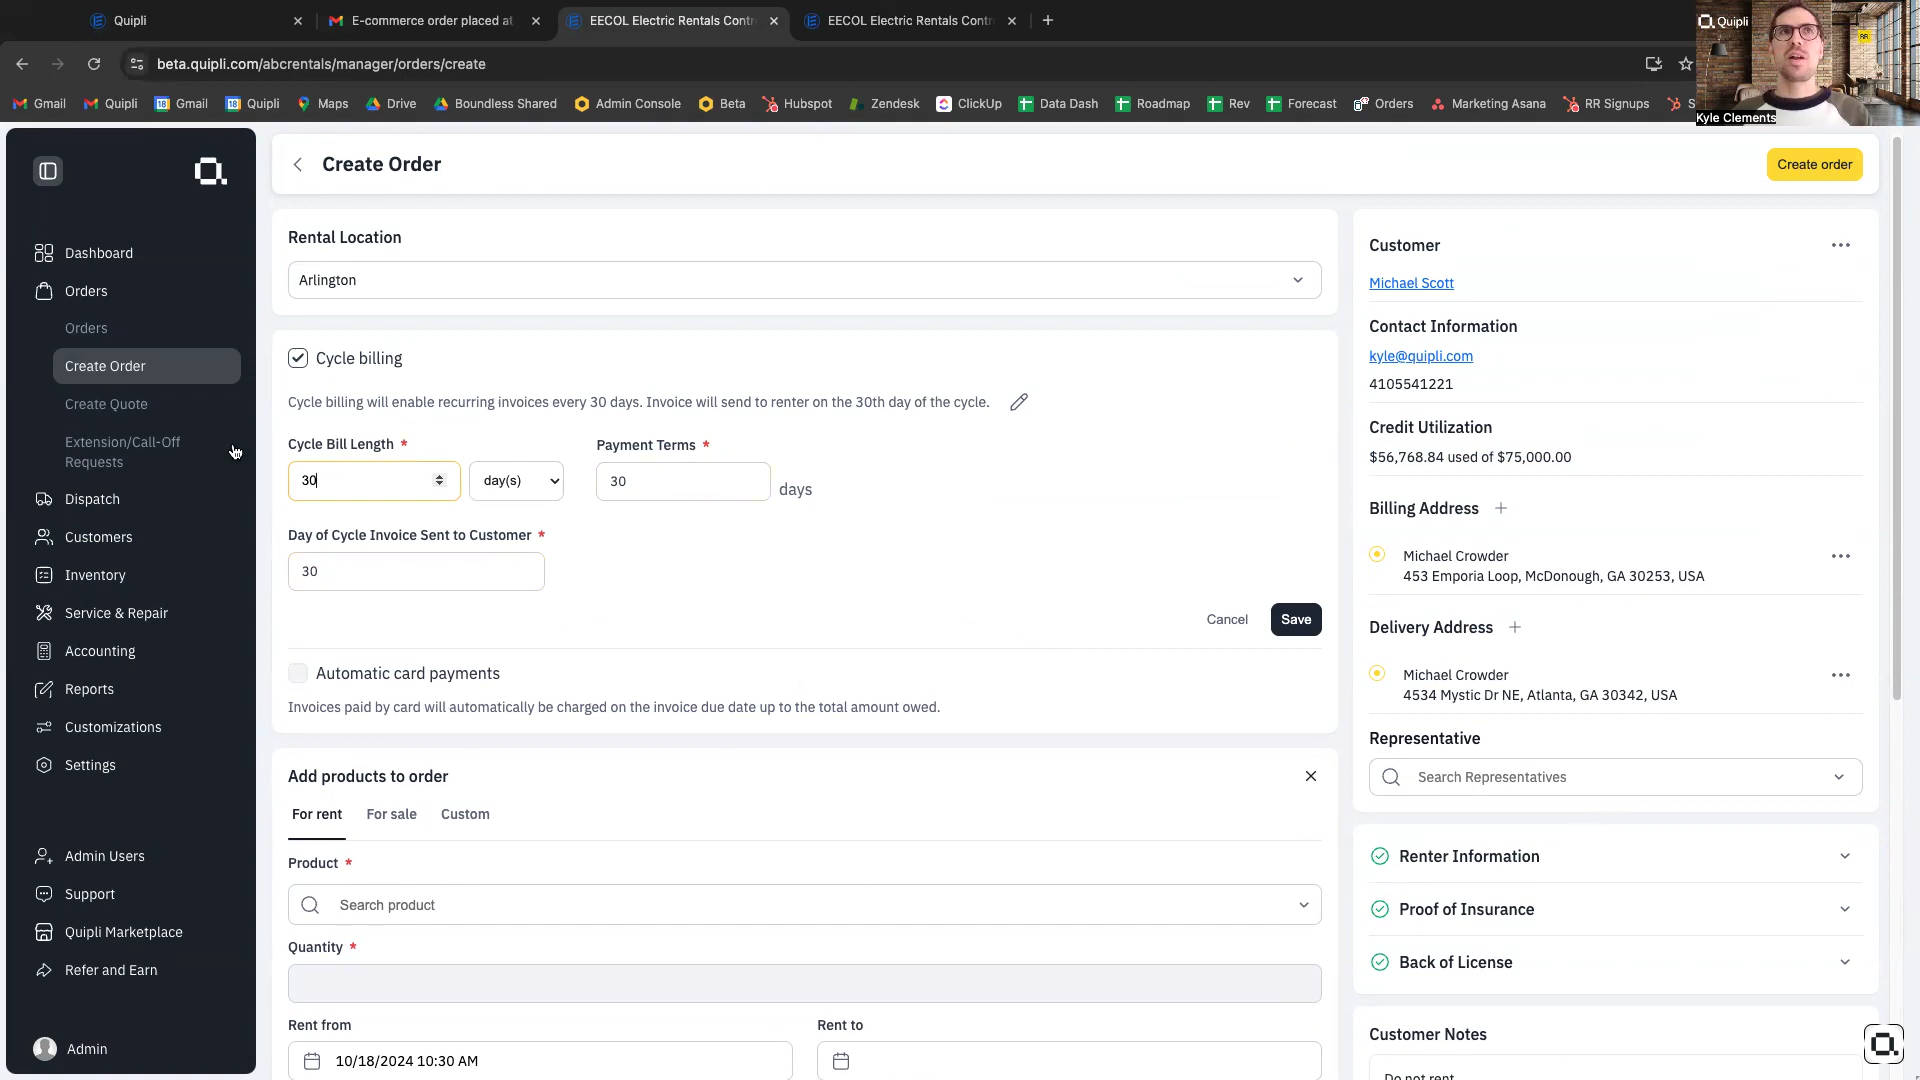 Quipli
E-commerce order placed at
EECOL Electric Rentals Contr
EECOL Electric Rentals Contr
beta.quipli.com/abcrentals/manager/orders/create
Gmail
Quipli
Gmail
Quipli
Maps
Drive
Boundless Shared
Admin Console
Beta
Hubspot
Zendesk
ClickUp
Data Dash
Roadmap
Rev
Forecast
Orders
Marketing Asana
RR Signups
S
Quipli
RR
Kyle Clements
Dashboard
Orders
Orders
Create Order
Create Quote
Extension/Call-Off
Requests
Dispatch
Customers
Inventory
Service & Repair
Accounting
Reports
Customizations
Settings
Admin Users
Support
Quipli Marketplace
Refer and Earn
Admin
Create Order
Create order
Rental Location
Arlington
Cycle billing
Cycle billing will enable recurring invoices every 30 days. Invoice will send to renter on the 30th day of the cycle.
Cycle Bill Length *
Payment Terms *
30
day(s)
30
days
Day of Cycle Invoice Sent to Customer *
30
Cancel
Save
Automatic card payments
Invoices paid by card will automatically be charged on the invoice due date up to the total amount owed.
Add products to order
For rent
For sale
Custom
Product *
Search product
Quantity *
Rent from
Rent to
10/18/2024 10:30 AM
Customer
Michael Scott
Contact Information
kyle@quipli.com
4105541221
Credit Utilization
$56,768.84 used of $75,000.00
Billing Address
Michael Crowder
453 Emporia Loop, McDonough, GA 30253, USA
Delivery Address
Michael Crowder
4534 Mystic Dr NE, Atlanta, GA 30342, USA
Representative
Search Representatives
Renter Information
Proof of Insurance
Back of License
Customer Notes
Do not rent